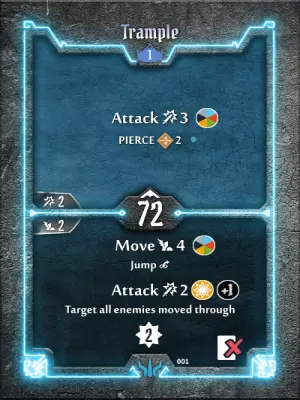 Trample
1
Attack 3
PIERCE 2
2
72
2
Move 4
Jump
Attack 2 +1
Target all enemies moved through
2
001